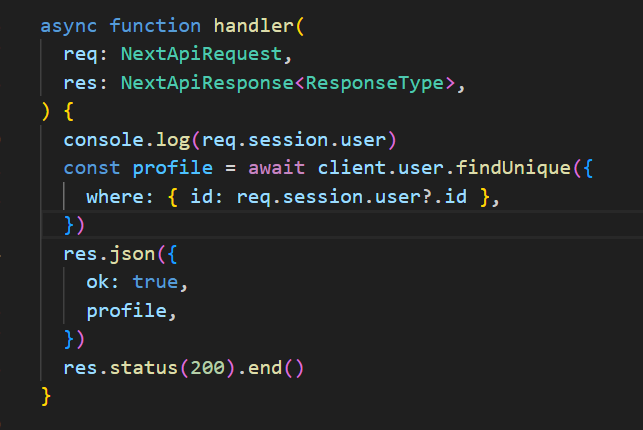 async function handler(
  req: NextApiRequest,
  res: NextApiResponse<ResponseType>,
) {
  console.log(req.session.user)
  const profile = await client.user.findUnique({
    where: { id: req.session.user?.id },
  })
  res.json({
    ok: true,
    profile,
  })
  res.status(200).end()
}